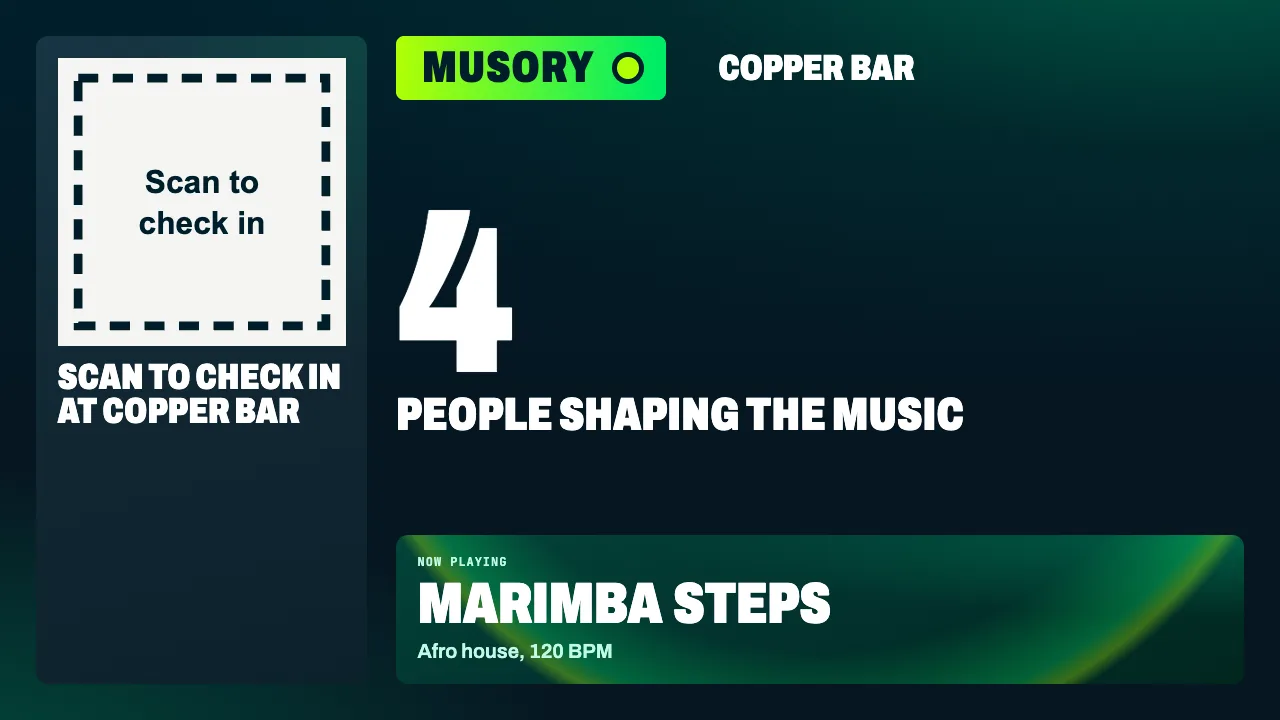 Scan to
check in
SCAN TO CHECK IN
AT COPPER BAR
MUSORY
COPPER BAR
4
PEOPLE SHAPING THE MUSIC
NOW PLAYING
MARIMBA STEPS
Afro house, 120 BPM